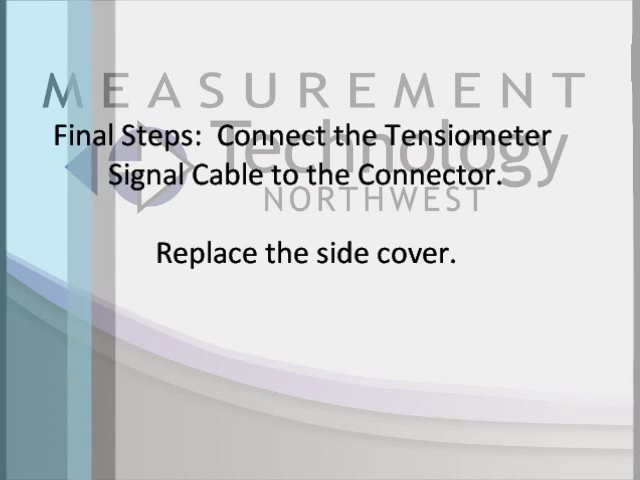 MEASUREMENT
Technology
NORTHWEST
Final Steps: Connect the Tensiometer
Signal Cable to the Connector.
Replace the side cover.